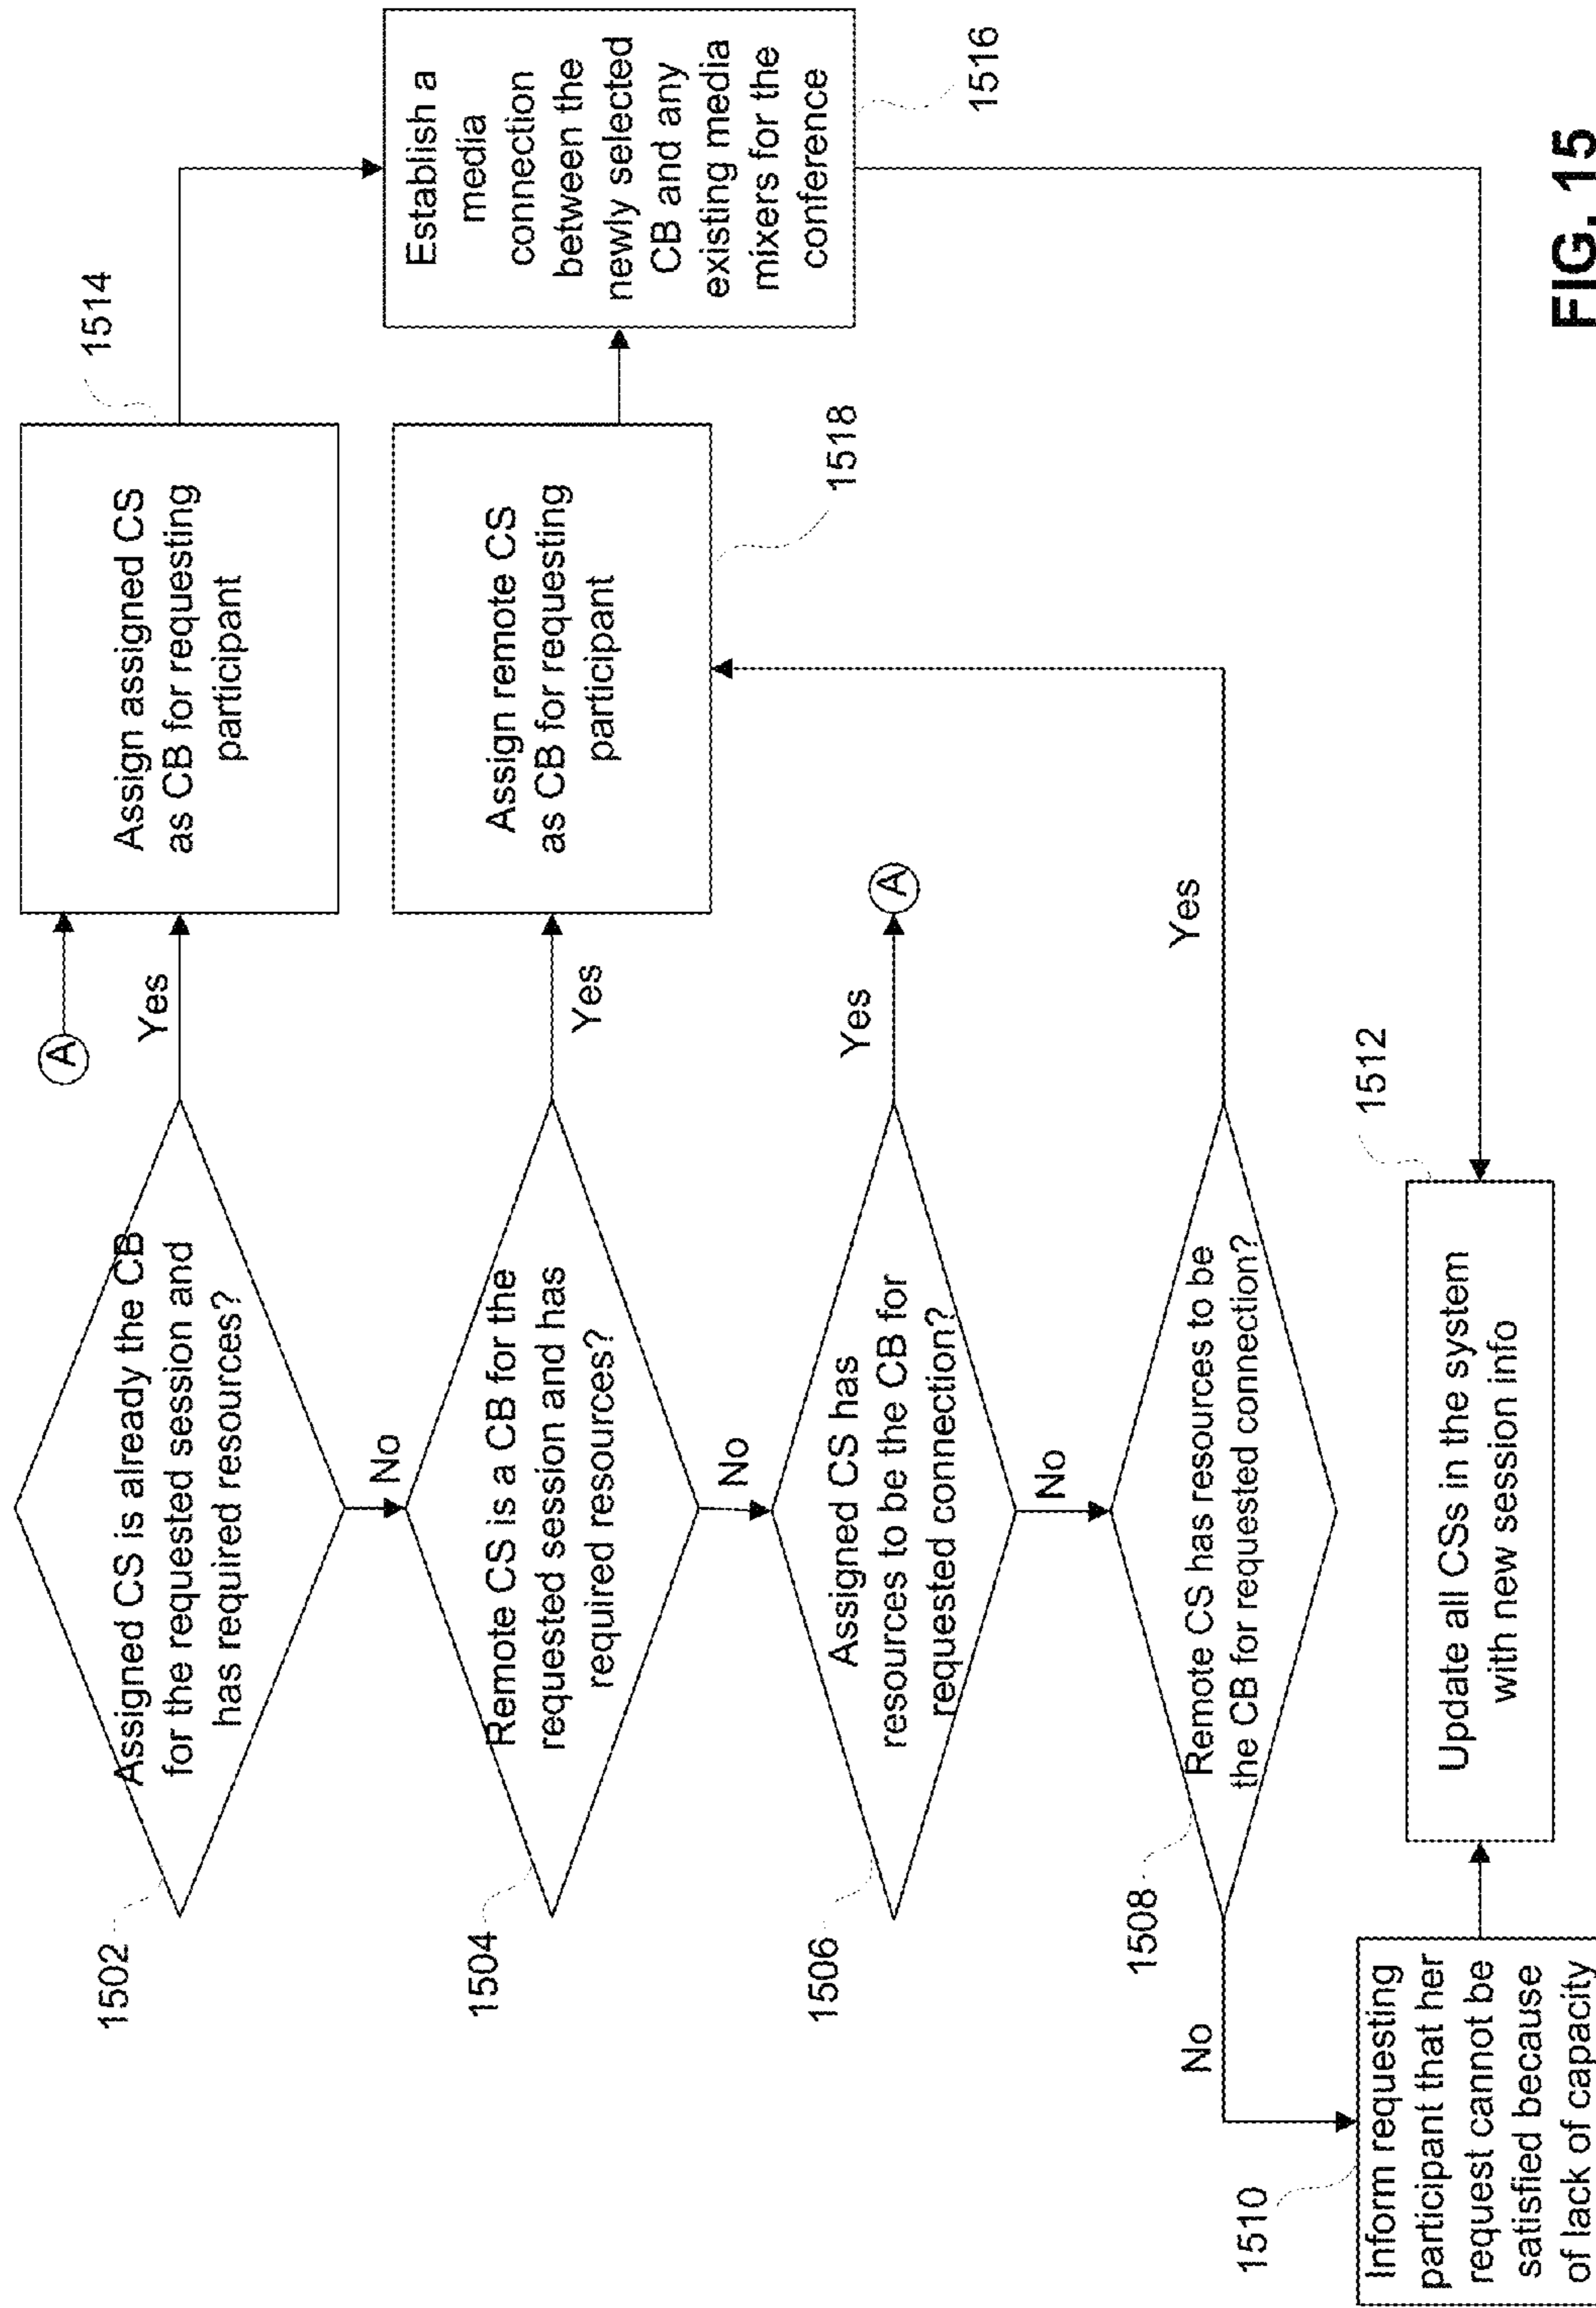 A
1502
Assigned CS is already the CB
for the requested session and
has required resources?
Yes
Assign assigned CS
as CB for requesting
participant
1514
No
1504
Remote CS is a CB for the
requested session and has
required resources?
Yes
Assign remote CS
as CB for requesting
participant
1518
Establish a
media
connection
between the
newly selected
CB and any
existing media
mixers for the
conference
1516
No
1506
Assigned CS has
resources to be the CB for
requested connection?
Yes
A
No
1508
Remote CS has resources to be
the CB for requested connection?
Yes
No
1510
Inform requesting
participant that her
request cannot be
satisfied because
of lack of capacity
Update all CSs in the system
with new session info
1512
FIG. 15